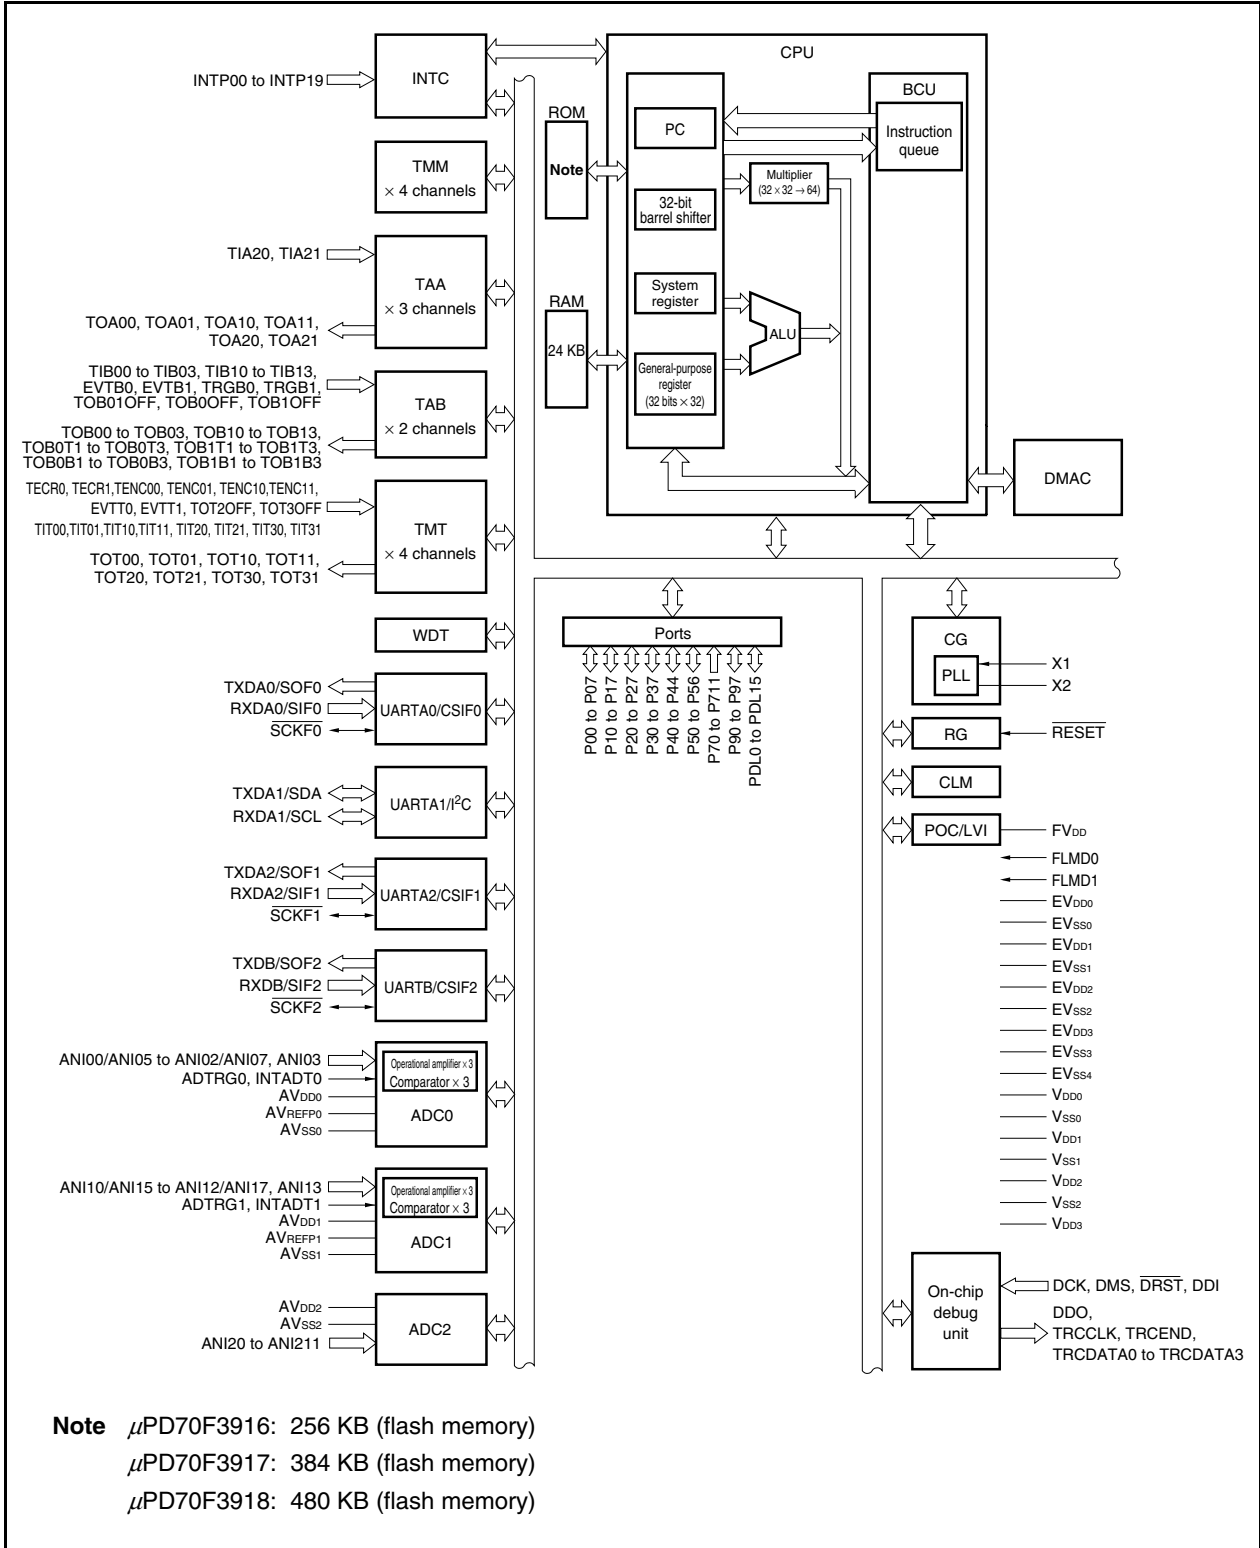 CPU
INTP00 to INTP19
INTC
ROM
Note
PC
BCU
Instruction
queue
TMM
× 4 channels
Multiplier
(32 × 32 → 64)
32-bit
barrel shifter
TIA20, TIA21
TAA
× 3 channels
TOA00, TOA01, TOA10, TOA11,
TOA20, TOA21
RAM
24 KB
System
register
ALU
General-purpose
register
(32 bits × 32)
TIB00 to TIB03, TIB10 to TIB13,
EVTB0, EVTB1, TRGB0, TRGB1,
TOB01OFF, TOB0OFF, TOB1OFF
TAB
× 2 channels
TOB00 to TOB03, TOB10 to TOB13,
TOB0T1 to TOB0T3, TOB1T1 to TOB1T3,
TOB0B1 to TOB0B3, TOB1B1 to TOB1B3
DMAC
TECR0, TECR1,TENC00, TENC01, TENC10,TENC11,
EVTT0, EVTT1, TOT2OFF, TOT3OFF
TIT00,TIT01,TIT10,TIT11, TIT20, TIT21, TIT30, TIT31
TMT
× 4 channels
TOT00, TOT01, TOT10, TOT11,
TOT20, TOT21, TOT30, TOT31
WDT
Ports
P00 to P07
P10 to P17
P20 to P27
P30 to P37
P40 to P44
P50 to P56
P70 to P711
P90 to P97
PDL0 to PDL15
CG
PLL
X1
X2
RG
RESET
CLM
POC/LVI
FVDD
FLMD0
FLMD1
EVDD0
EVSS0
EVDD1
EVSS1
EVDD2
EVSS2
EVDD3
EVSS3
EVSS4
VDD0
VSS0
VDD1
VSS1
VDD2
VSS2
VDD3
TXDA0/SOF0
RXDA0/SIF0
SCKF0
UARTA0/CSIF0
TXDA1/SDA
RXDA1/SCL
UARTA1/I²C
TXDA2/SOF1
RXDA2/SIF1
SCKF1
UARTA2/CSIF1
TXDB/SOF2
RXDB/SIF2
SCKF2
UARTB/CSIF2
ANI00/ANI05 to ANI02/ANI07, ANI03
ADTRG0, INTADT0
AVDD0
AVREFP0
AVSS0
Operational amplifier × 3
Comparator × 3
ADC0
ANI10/ANI15 to ANI12/ANI17, ANI13
ADTRG1, INTADT1
AVDD1
AVREFP1
AVSS1
Operational amplifier × 3
Comparator × 3
ADC1
AVDD2
AVSS2
ANI20 to ANI211
ADC2
On-chip
debug
unit
DCK, DMS, DRST, DDI
DDO,
TRCCLK, TRCEND,
TRCDATA0 to TRCDATA3
Note μPD70F3916: 256 KB (flash memory)
μPD70F3917: 384 KB (flash memory)
μPD70F3918: 480 KB (flash memory)